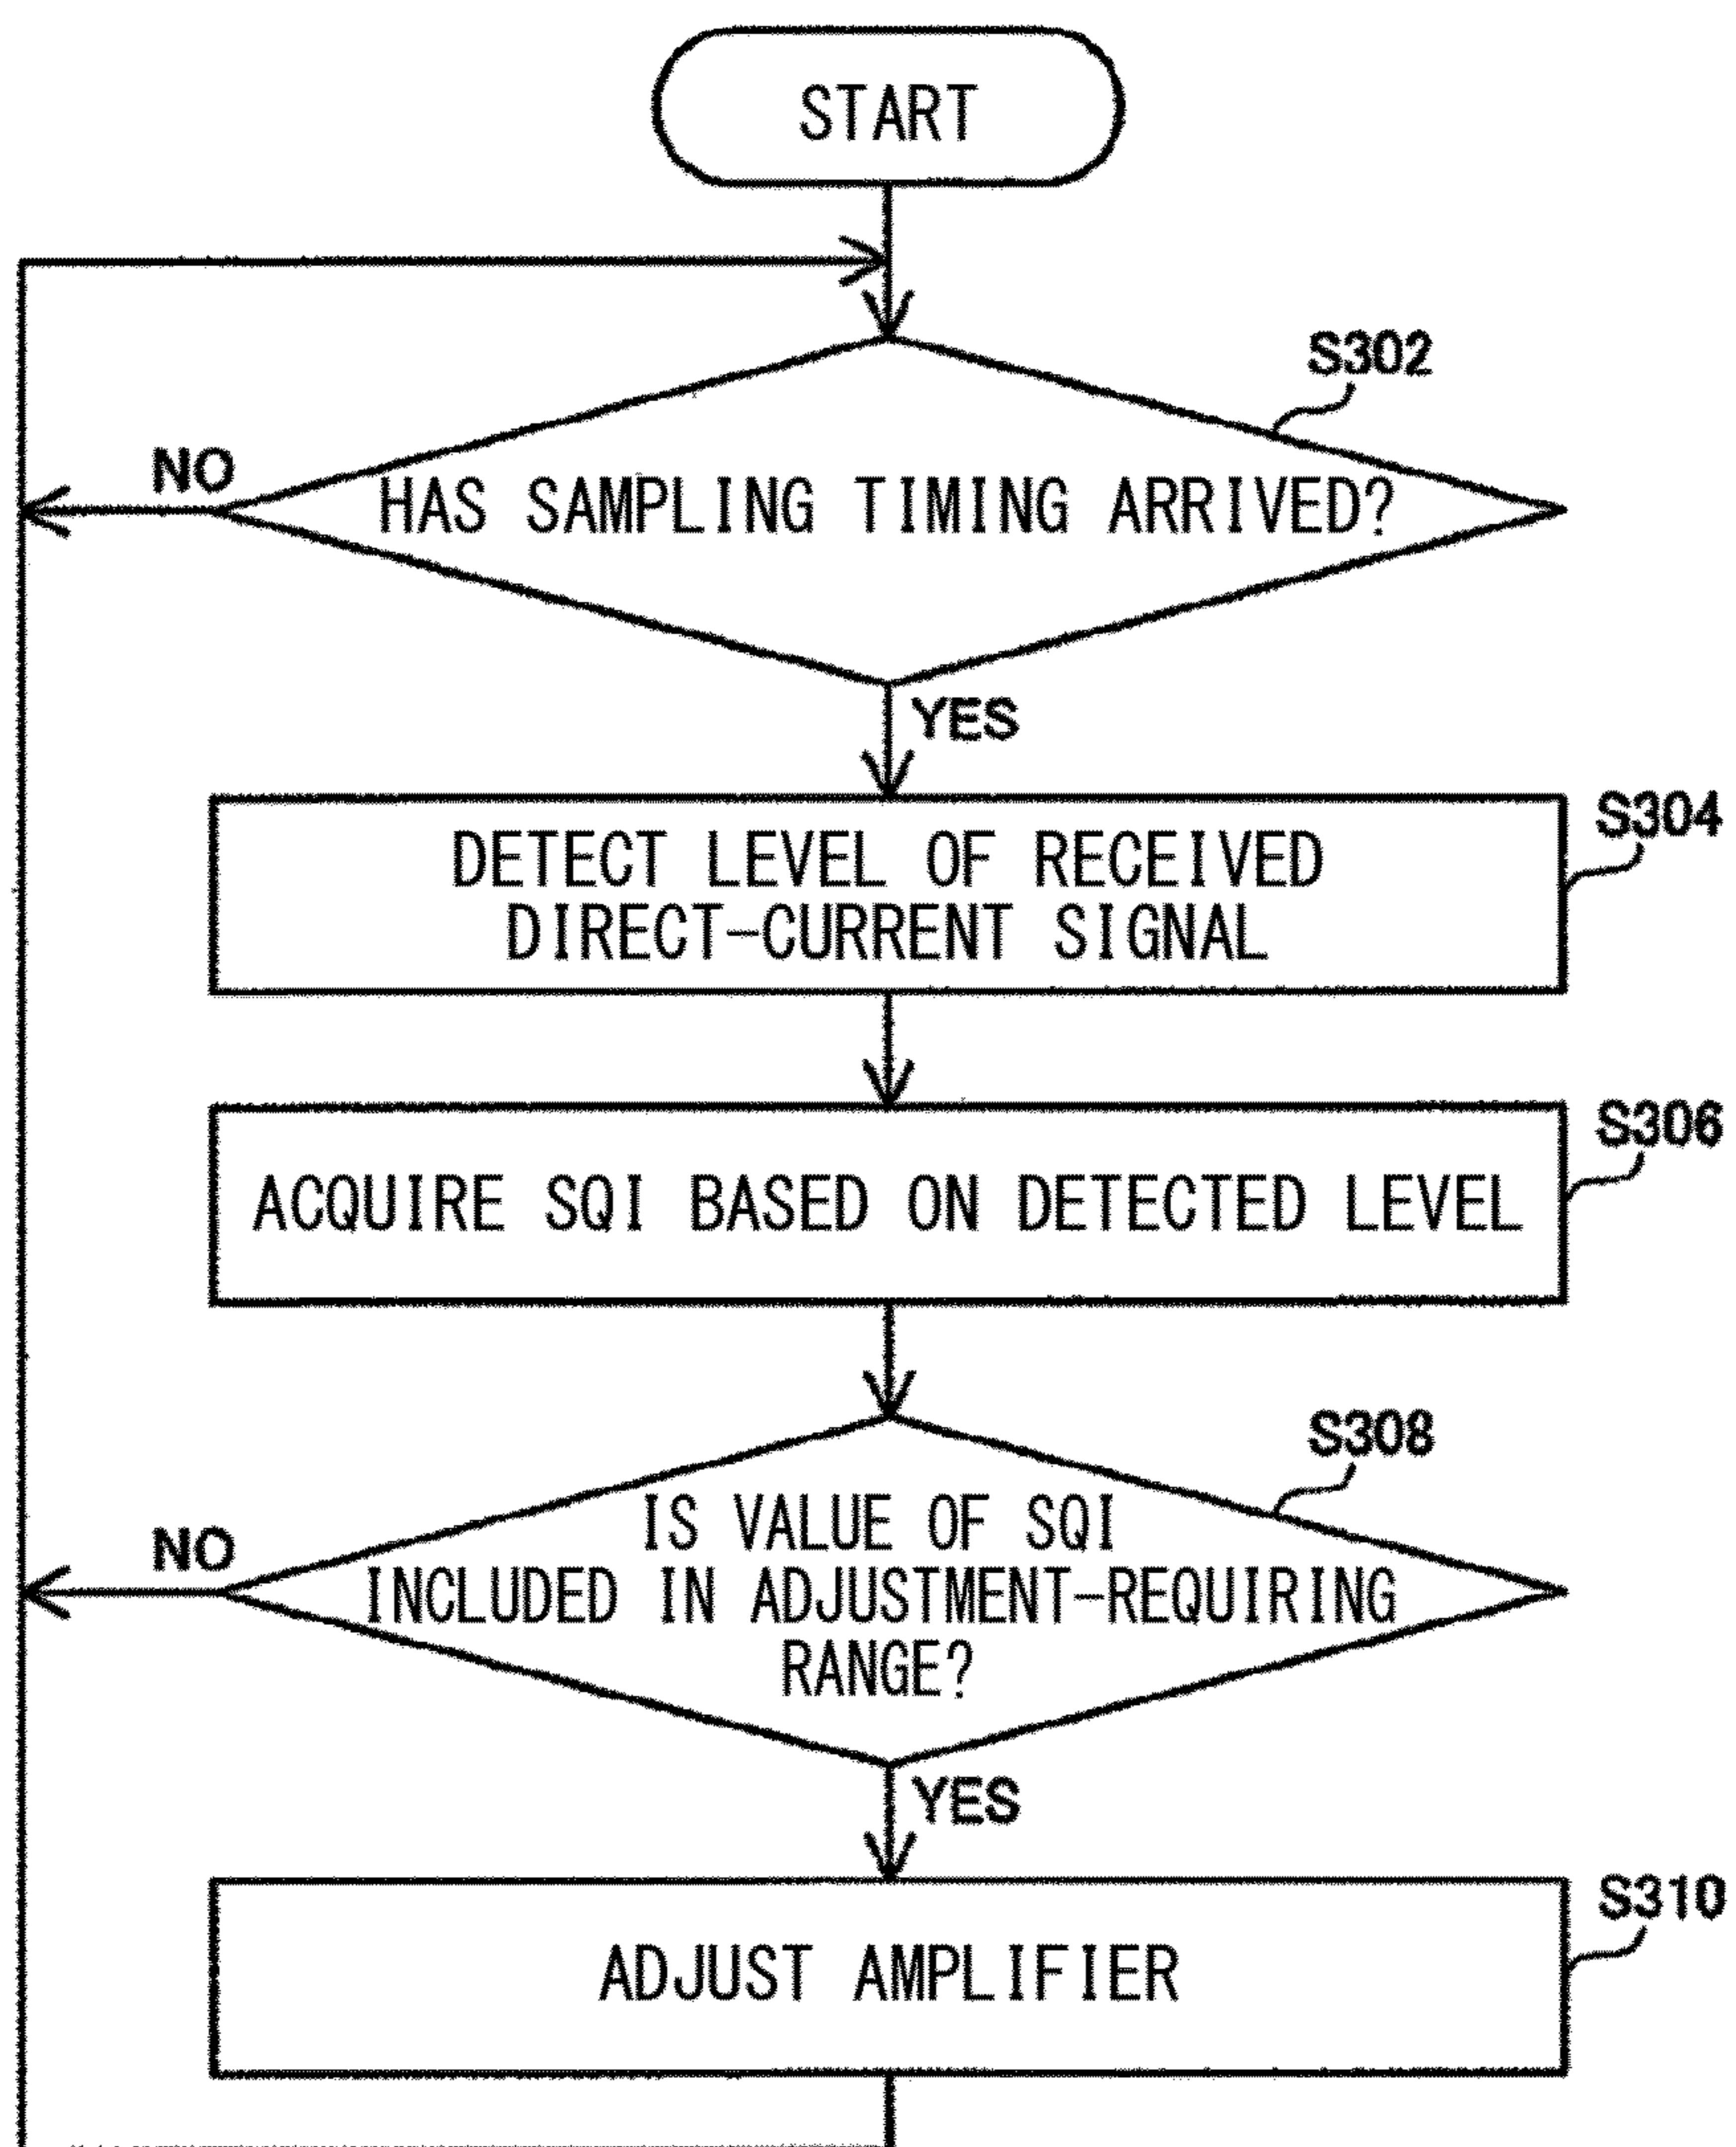 START
S302
NO
HAS SAMPLING TIMING ARRIVED?
YES
S304
DETECT LEVEL OF RECEIVED
DIRECT-CURRENT SIGNAL
S306
ACQUIRE SQI BASED ON DETECTED LEVEL
S308
NO
IS VALUE OF SQI
INCLUDED IN ADJUSTMENT-REQUIRING
RANGE?
YES
S310
ADJUST AMPLIFIER